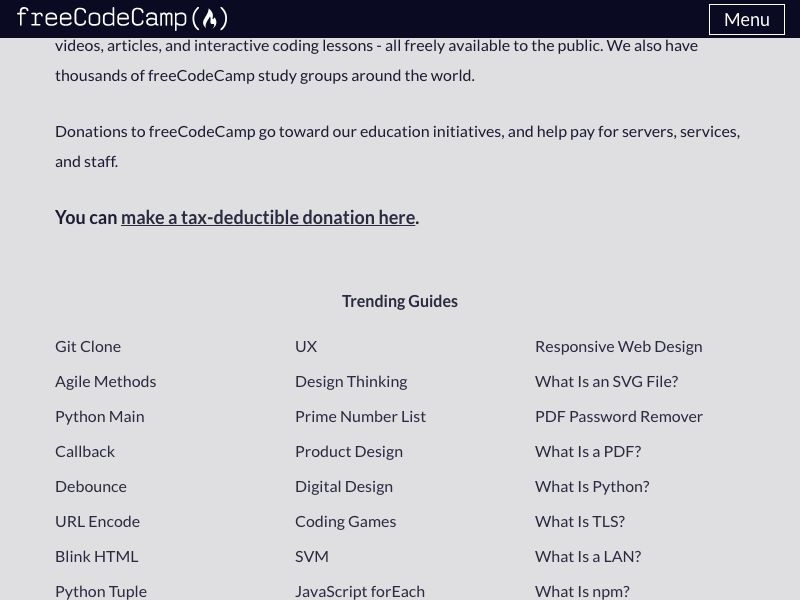 freeCodeCamp
Menu
videos, articles, and interactive coding lessons - all freely available to the public. We also have
thousands of freeCodeCamp study groups around the world.
Donations to freeCodeCamp go toward our education initiatives, and help pay for servers, services,
and staff.
You can make a tax-deductible donation here.
Trending Guides
Git Clone
Agile Methods
Python Main
Callback
Debounce
URL Encode
Blink HTML
Python Tuple
UX
Design Thinking
Prime Number List
Product Design
Digital Design
Coding Games
SVM
JavaScript forEach
Responsive Web Design
What Is an SVG File?
PDF Password Remover
What Is a PDF?
What Is Python?
What Is TLS?
What Is a LAN?
What Is npm?